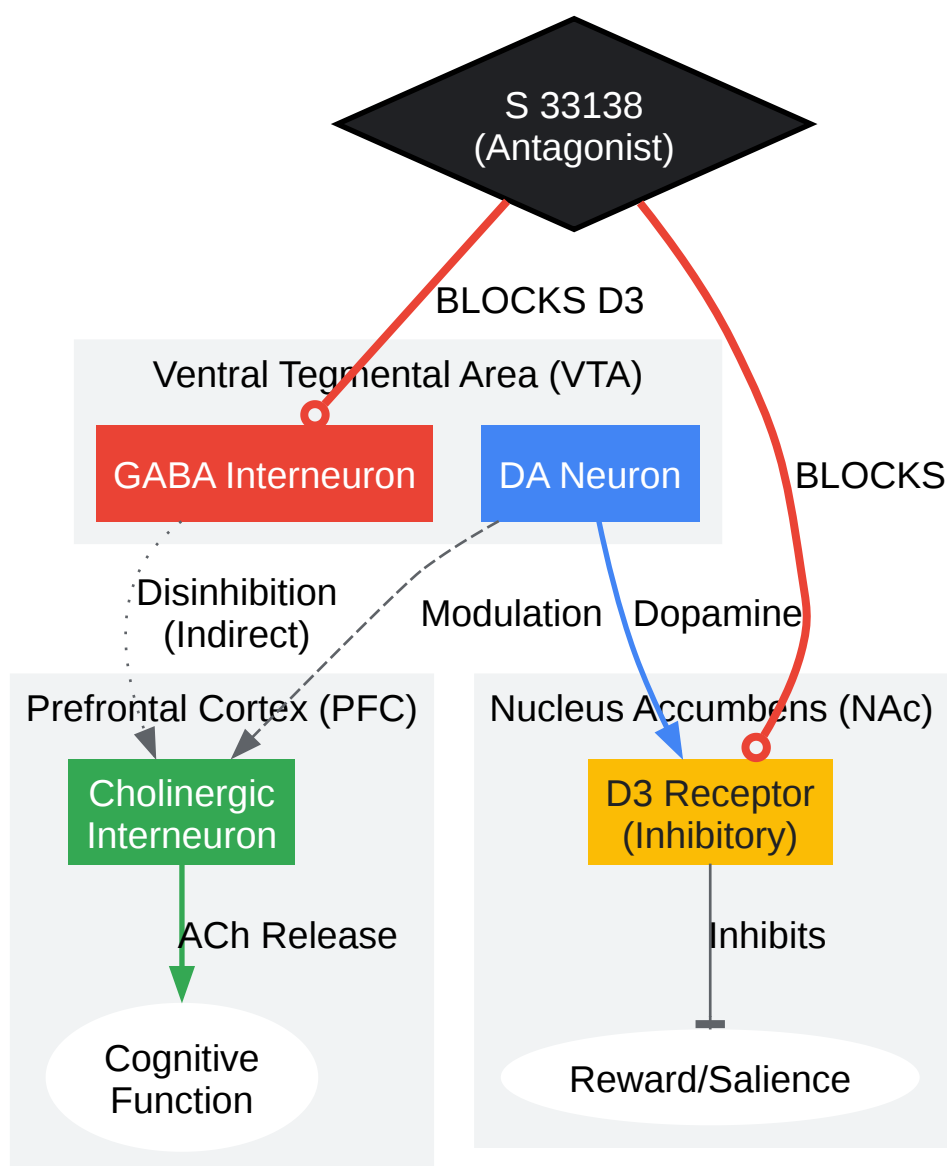 S 33138
(Antagonist)
BLOCKS D3
Ventral Tegmental Area (VTA)
GABA Interneuron
DA Neuron
BLOCKS
Disinhibition
(Indirect)
Modulation
Dopamine
Prefrontal Cortex (PFC)
Nucleus Accumbens (NAc)
Cholinergic
Interneuron
D3 Receptor
(Inhibitory)
ACh Release
Inhibits
Cognitive
Function
Reward/Salience